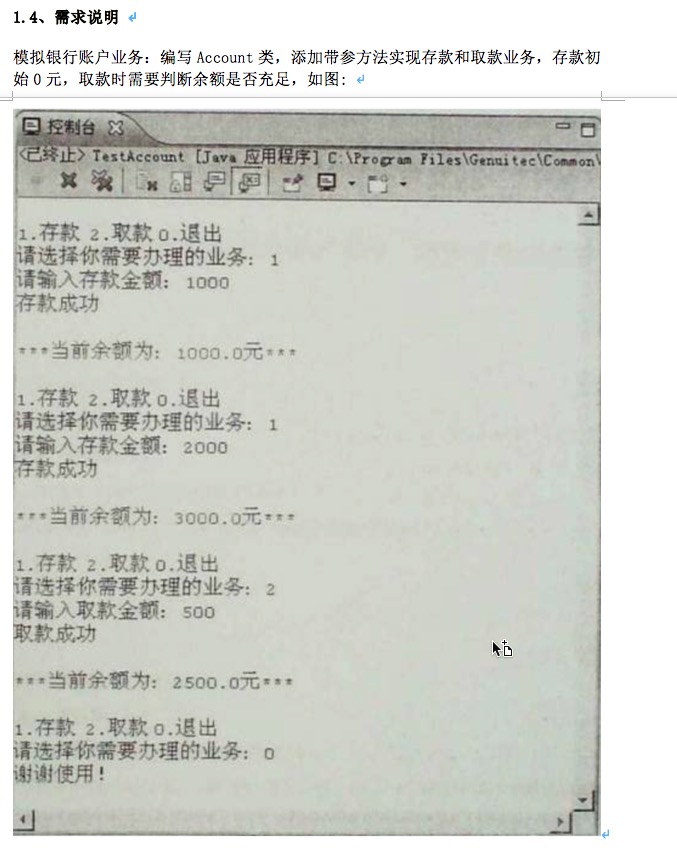 1.4、需求说明
模拟银行账户业务：编写 Account 类，添加带参方法实现存款和取款业务，存款初
始 0 元，取款时需要判断余额是否充足，如图：
控制台
<已终止> TestAccount [Java 应用程序] C:\Program Files\Genuitec\Common\
1.存款 2.取款 0.退出
请选择你需要办理的业务： 1
请输入存款金额： 1000
存款成功
***当前余额为： 1000.0元***
1.存款 2.取款 0.退出
请选择你需要办理的业务： 1
请输入存款金额： 2000
存款成功
***当前余额为： 3000.0元***
1.存款 2.取款 0.退出
请选择你需要办理的业务： 2
请输入取款金额： 500
取款成功
***当前余额为： 2500.0元***
1.存款 2.取款 0.退出
请选择你需要办理的业务： 0
谢谢使用！